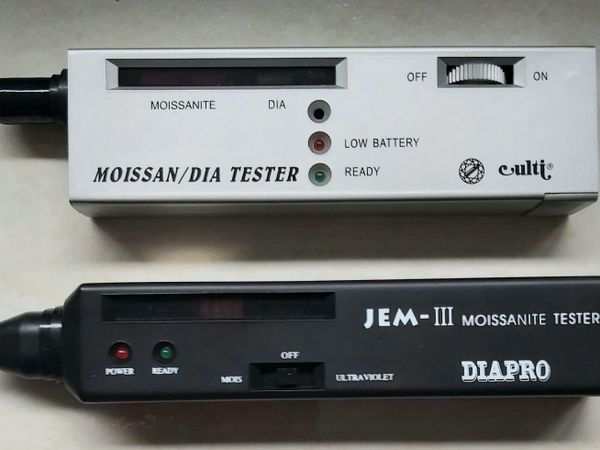 OFF ON
MOISSANITE DIA
LOW BATTERY
MOISSAN/DIA TESTER READY culti®
JEM-III MOISSANITE TESTER
POWER READY OFF
MOIS ULTRAVIOLET DIAPRO